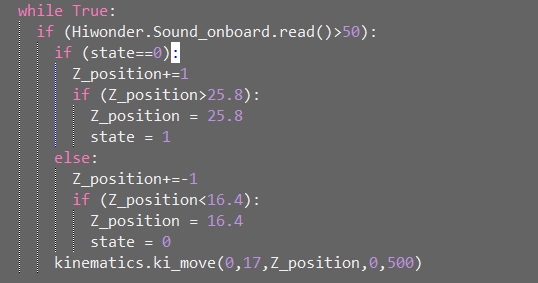 while True:
if (Hiwonder.Sound_onboard.read()>50):
if (state==0):
Z_position+=1
if (Z_position>25.8):
Z_position = 25.8
state = 1
else:
Z_position+=-1
if (Z_position<16.4):
Z_position = 16.4
state = 0
kinematics.ki_move(0,17,Z_position,0,500)